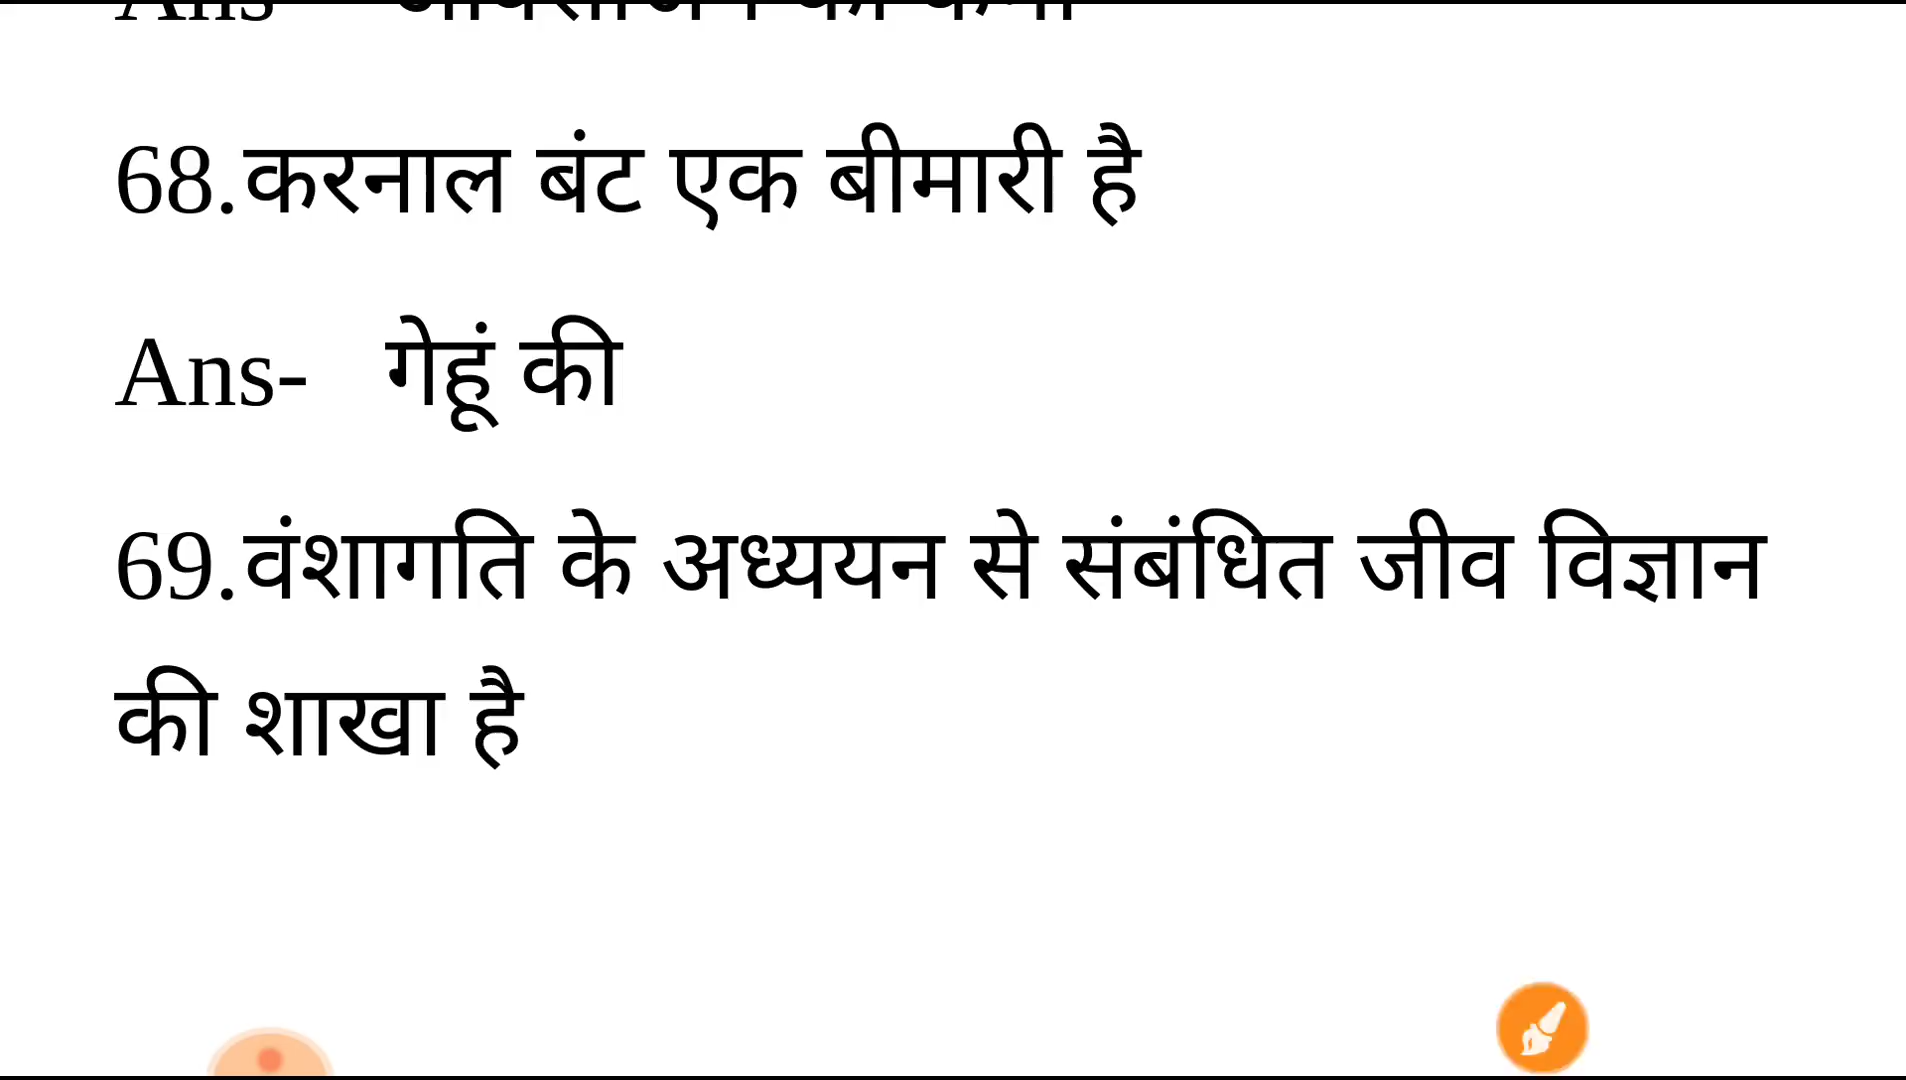 68.करनाल बंट एक बीमारी है
Ans- गेहूं की
69.वंशागति के अध्ययन से संबंधित जीव विज्ञान
की शाखा है